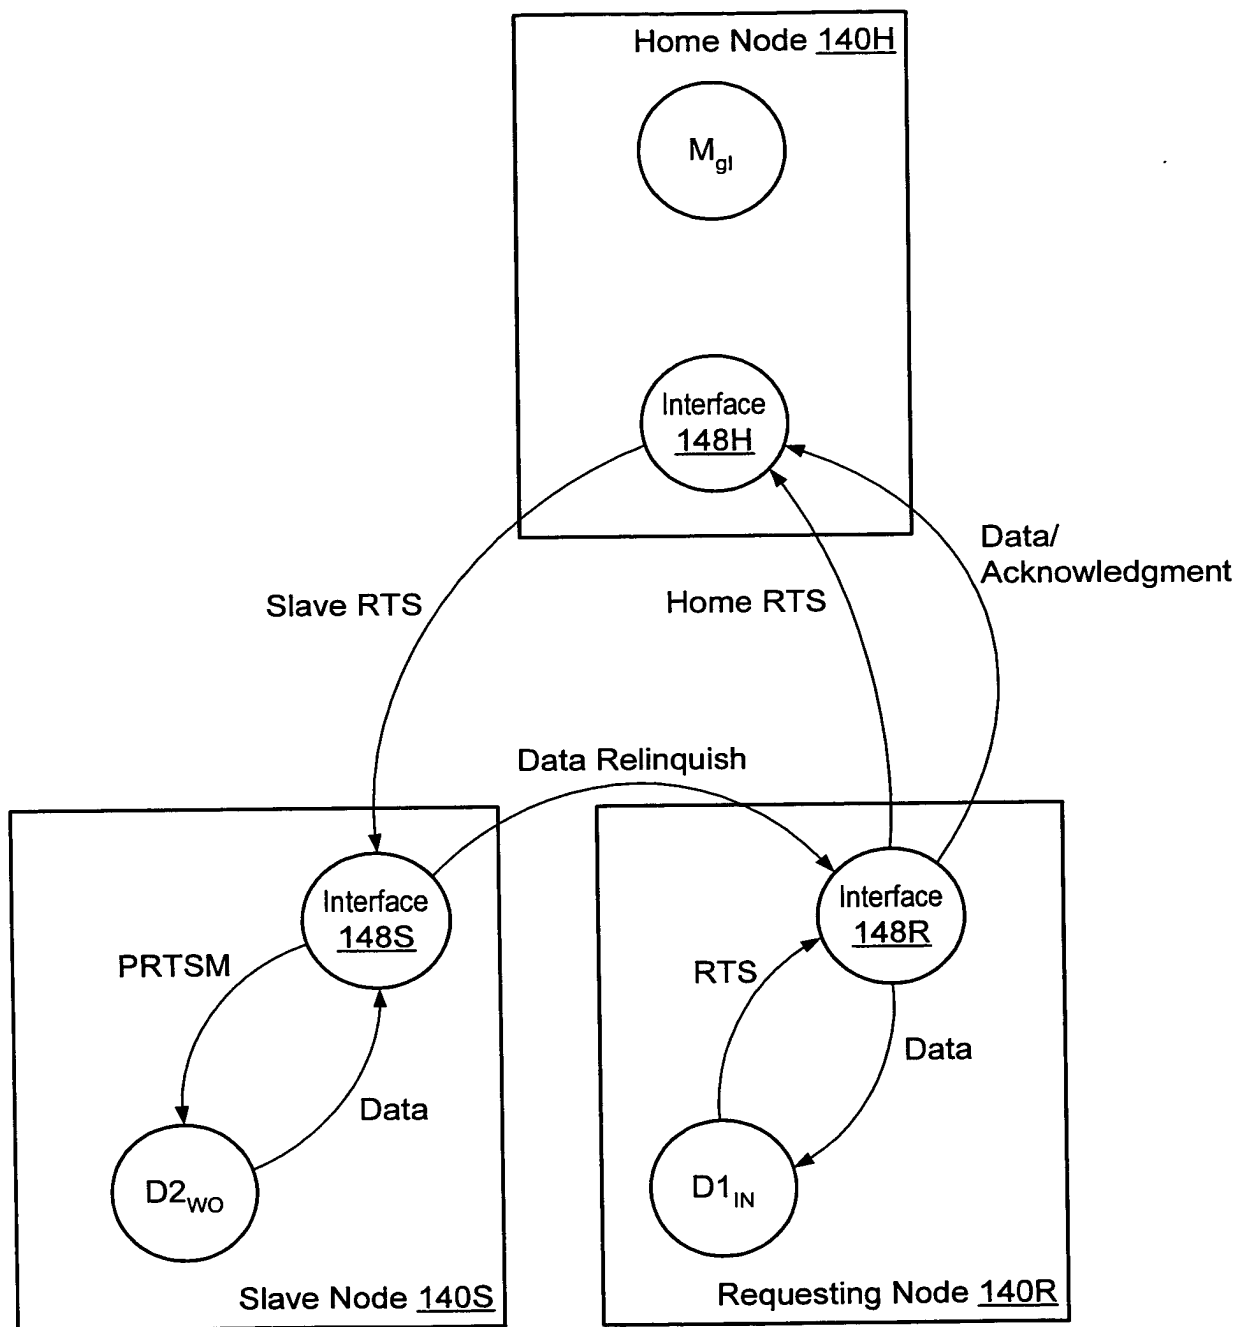 Home Node 140H
Mgl
Interface
148H
Data/
Acknowledgment
Slave RTS
Home RTS
Data Relinquish
Interface
148S
Interface
148R
PRTSM
RTS
Data
Data
D2WO
D1IN
Slave Node 140S
Requesting Node 140R